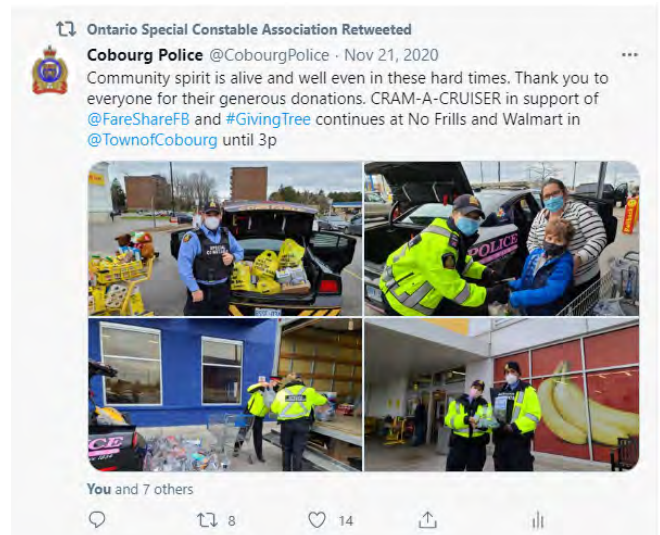 Ontario Special Constable Association Retweeted
Cobourg Police @CobourgPolice · Nov 21, 2020
Community spirit is alive and well even in these hard times. Thank you to
everyone for their generous donations. CRAM-A-CRUISER in support of
@FareShareFB and #GivingTree continues at No Frills and Walmart in
@TownofCobourg until 3p
SPECIAL
POLICE
POLICE
You and 7 others
8
14